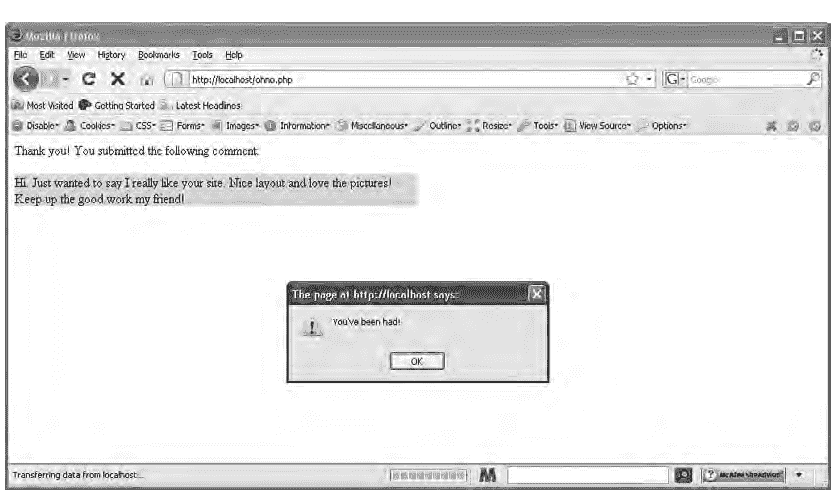 Mozilla Firefox
File Edit View History Bookmarks Tools Help
http://localhost/ohno.php
G Google
Most Visited Getting Started Latest Headlines
Disable Cookies CSS Forms Images Information Miscellaneous Outline Resize Tools View Source Options
Thank you! You submitted the following comment.
Hi. Just wanted to say I really like your site. Nice layout and love the pictures!
Keep up the good work my friend!
The page at http://localhost says:
You've been had!
OK
Transferring data from localhost...
McAfee SiteAdvisor